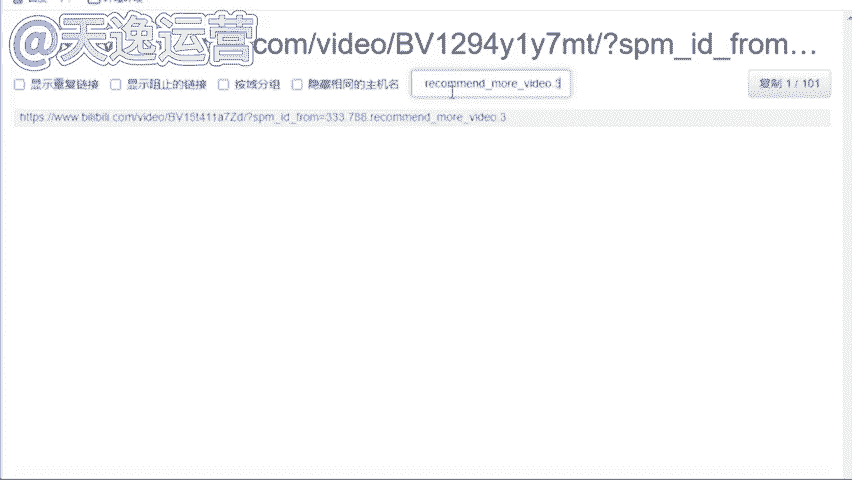 @天逸运营
com/video/BV1294y1y7mt/?spm_id_from…
显示重复链接 显示阻止的链接 按域分组 隐藏相同的主机名 recommend_more_video.3 复制 1 / 101
https://www.bilibili.com/video/BV15t411a7Zd/?spm_id_from=333.788.recommend_more_video.3